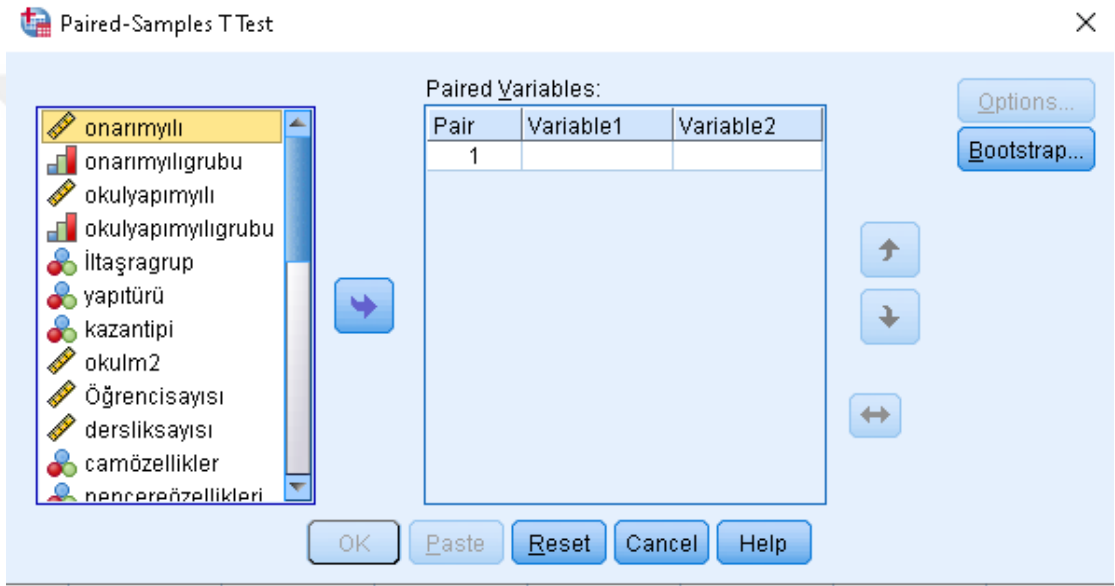 Paired-Samples T Test
Paired Variables:
Pair Variable1 Variable2
1
onarımyılı
onarımyılıgrubu
okulyapımyılı
okulyapımyılıgrubu
İltaşragrup
yapıtürü
kazantipi
okulm2
Öğrencisayısı
dersliksayısı
camözellikler
pencereözellikleri
Options...
Bootstrap...
OK Paste Reset Cancel Help